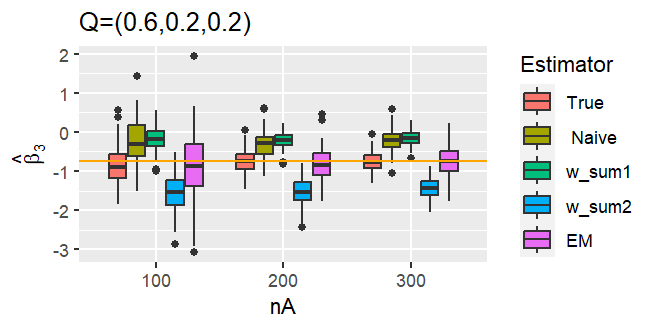 Q=(0.6,0.2,0.2)
2
1
0
-1
-2
-3
β̂3
100
200
300
nA
Estimator
True
Naive
w_sum1
w_sum2
EM